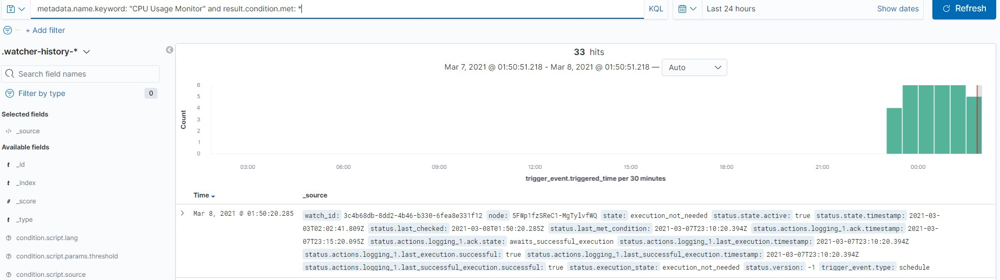 metadata.name.keyword: "CPU Usage Monitor" and result.condition.met: *
KQL
Last 24 hours
Show dates
Refresh
+ Add filter
.watcher-history-*
Search field names
Filter by type 0
Selected fields
</> _source
Available fields
t _id
t _index
# _score
t _type
? condition.script.lang
? condition.script.params.threshold
? condition.script.source
33 hits
Mar 7, 2021 @ 01:50:51.218 - Mar 8, 2021 @ 01:50:51.218 — Auto
Count
6
5
4
3
2
1
0
03:00 06:00 09:00 12:00 15:00 18:00 21:00 00:00
trigger_event.triggered_time per 30 minutes
Time _source
Mar 8, 2021 @ 01:50:20.285 watch_id: 3c4b68db-8dd2-4b46-b330-6fea8e331f12 node: 5FWp1fzSReC1-MgTylvfWQ state: execution_not_needed status.state.active: true status.state.timestamp: 2021-03-
03T02:02:41.809Z status.last_checked: 2021-03-08T01:50:20.285Z status.last_met_condition: 2021-03-07T23:10:20.394Z status.actions.logging_1.ack.timestamp: 2021-03-
07T23:15:20.095Z status.actions.logging_1.ack.state: awaits_successful_execution status.actions.logging_1.last_execution.timestamp: 2021-03-07T23:10:20.394Z
status.actions.logging_1.last_execution.successful: true status.actions.logging_1.last_successful_execution.timestamp: 2021-03-07T23:10:20.394Z
status.actions.logging_1.last_successful_execution.successful: true status.execution_state: execution_not_needed status.version: -1 trigger_event.type: schedule